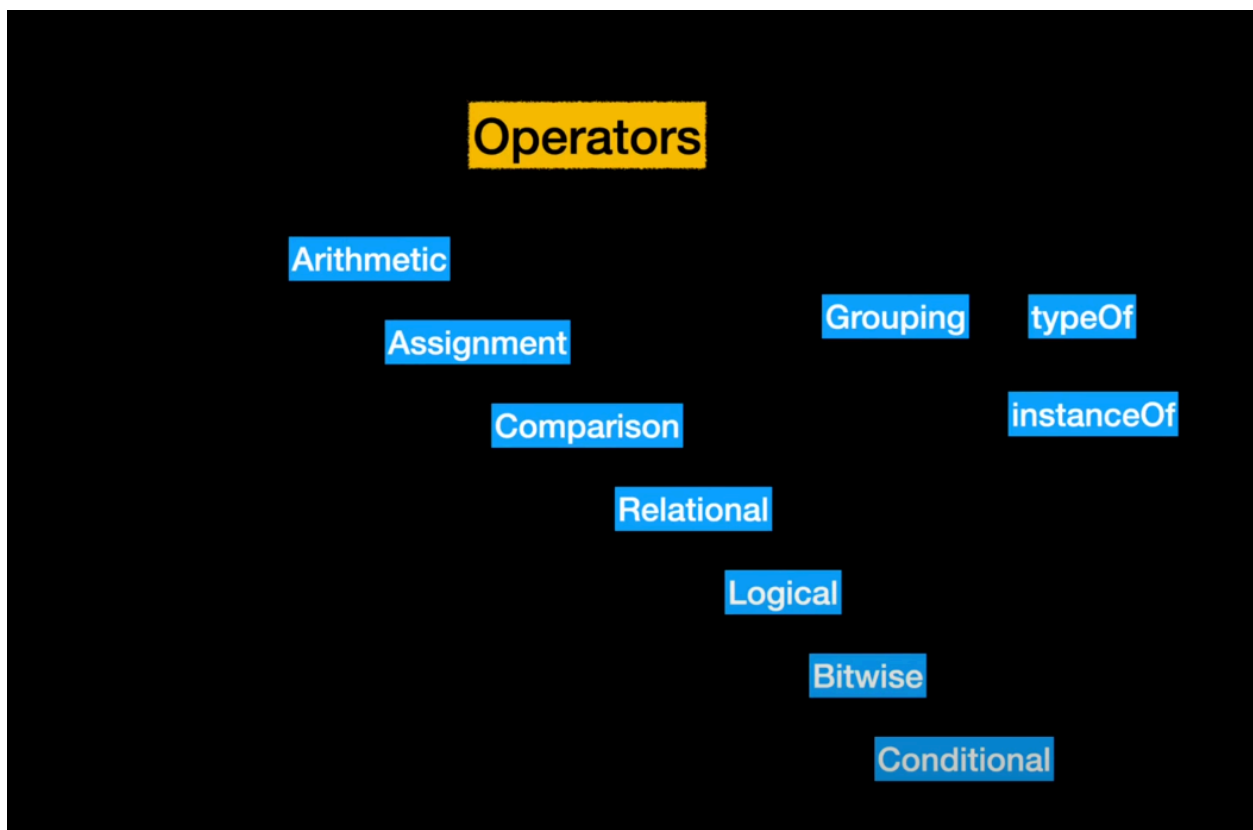 Operators
Arithmetic
Assignment
Comparison
Relational
Logical
Bitwise
Conditional
Grouping
typeOf
instanceOf